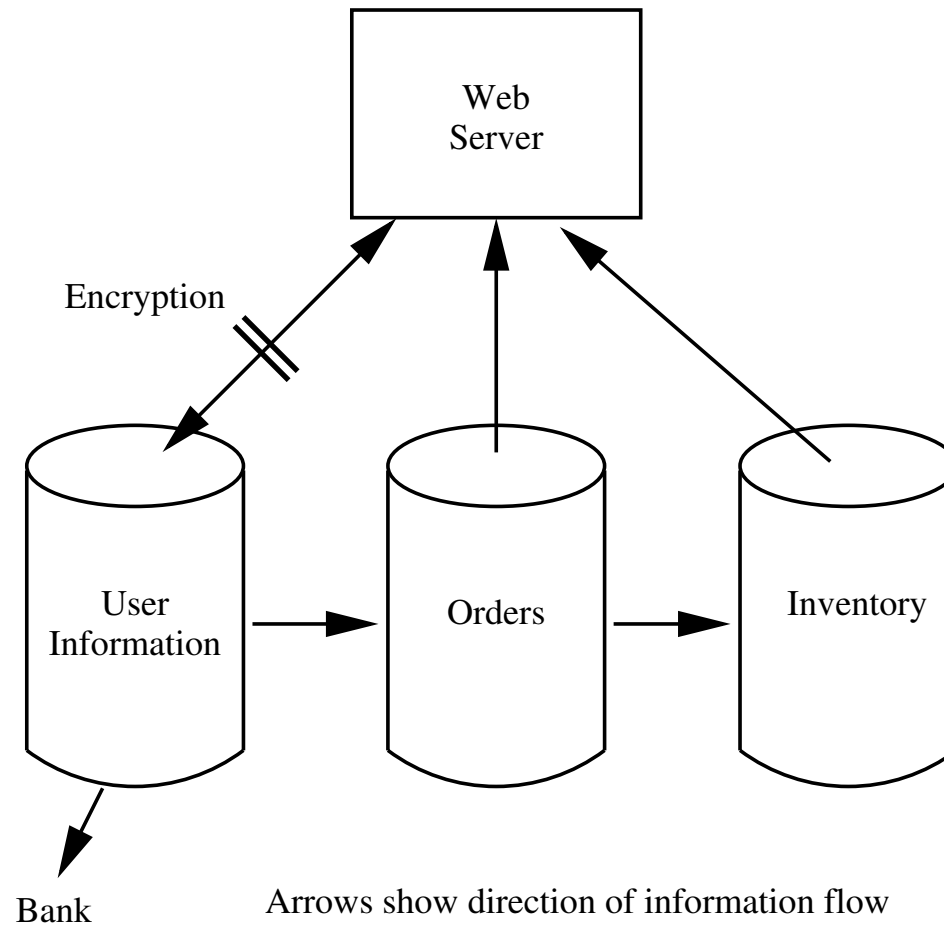 Web
Server
Encryption
User
Information
Orders
Inventory
Bank
Arrows show direction of information flow